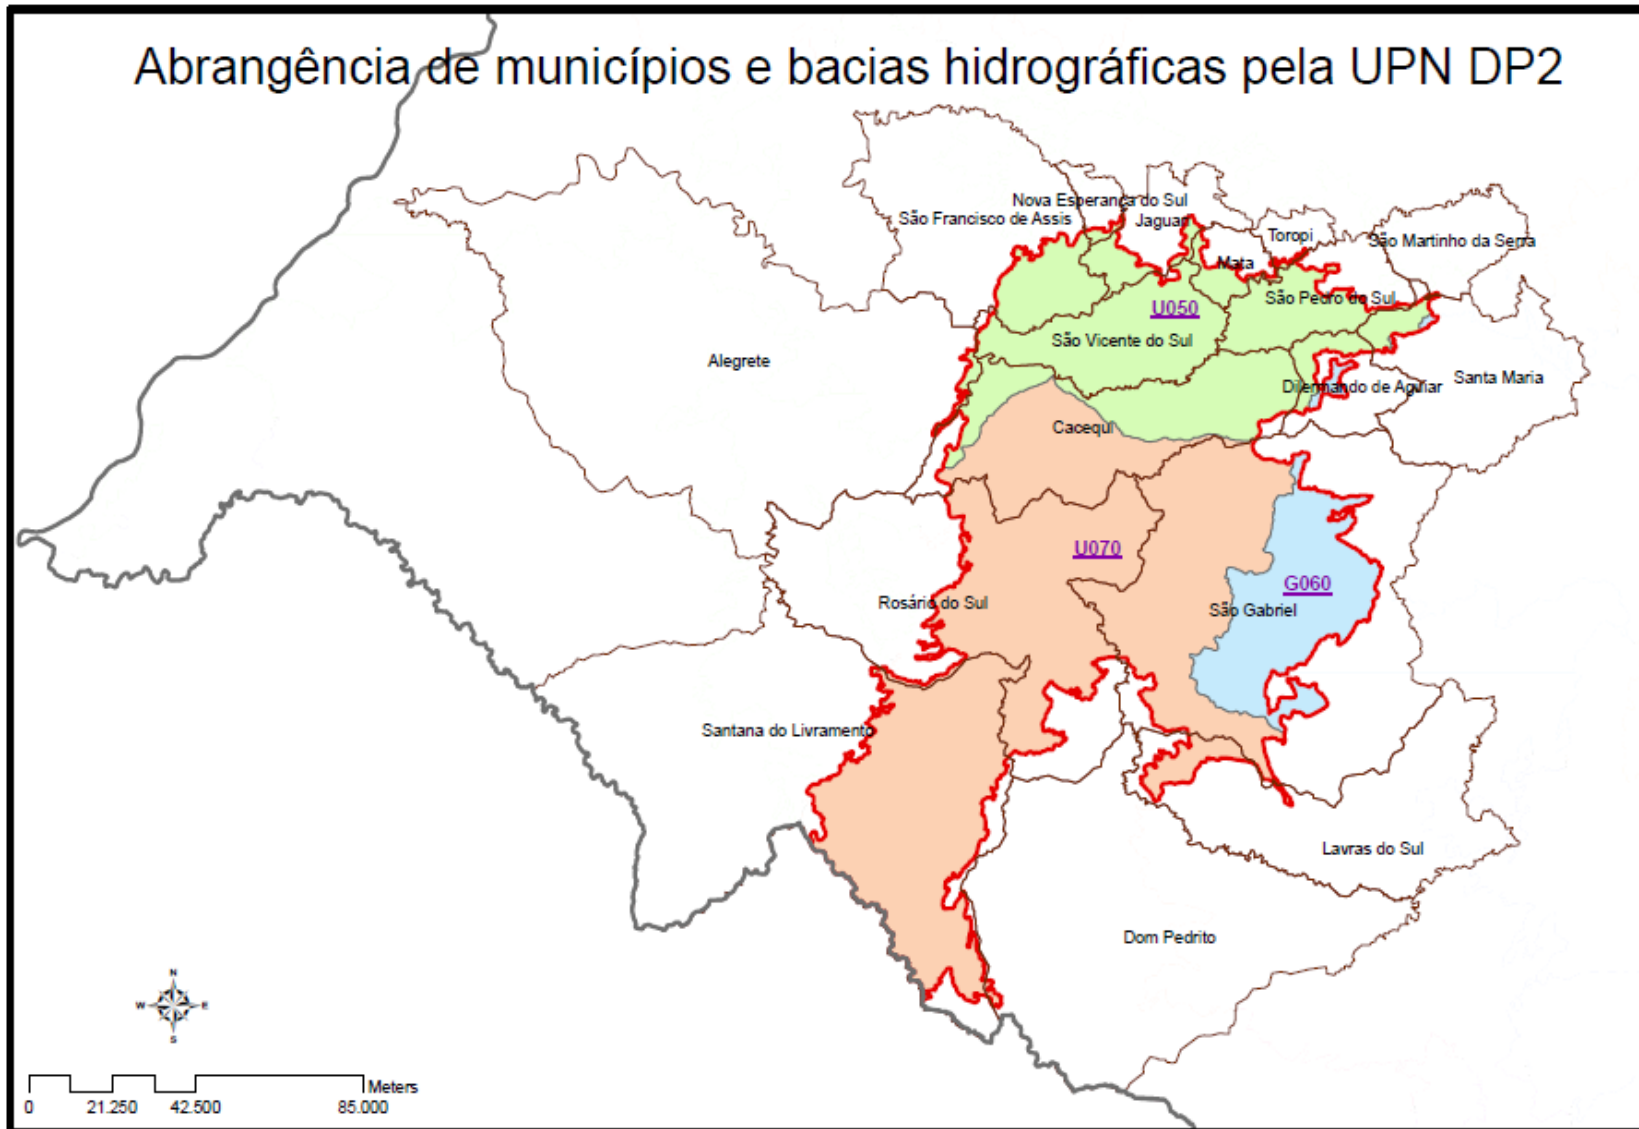 Abrangência de municípios e bacias hidrográficas pela UPN DP2
Nova Esperança do Sul
São Francisco de Assis
Jaguari
Toropi
São Martinho da Serra
Mata
São Pedro do Sul
U050
São Vicente do Sul
Alegrete
Santa Maria
Dilermando de Aguiar
Cacequi
U070
G060
Rosário do Sul
São Gabriel
Santana do Livramento
Lavras do Sul
Dom Pedrito
N
W E
S
Meters
0 21.250 42.500 85.000